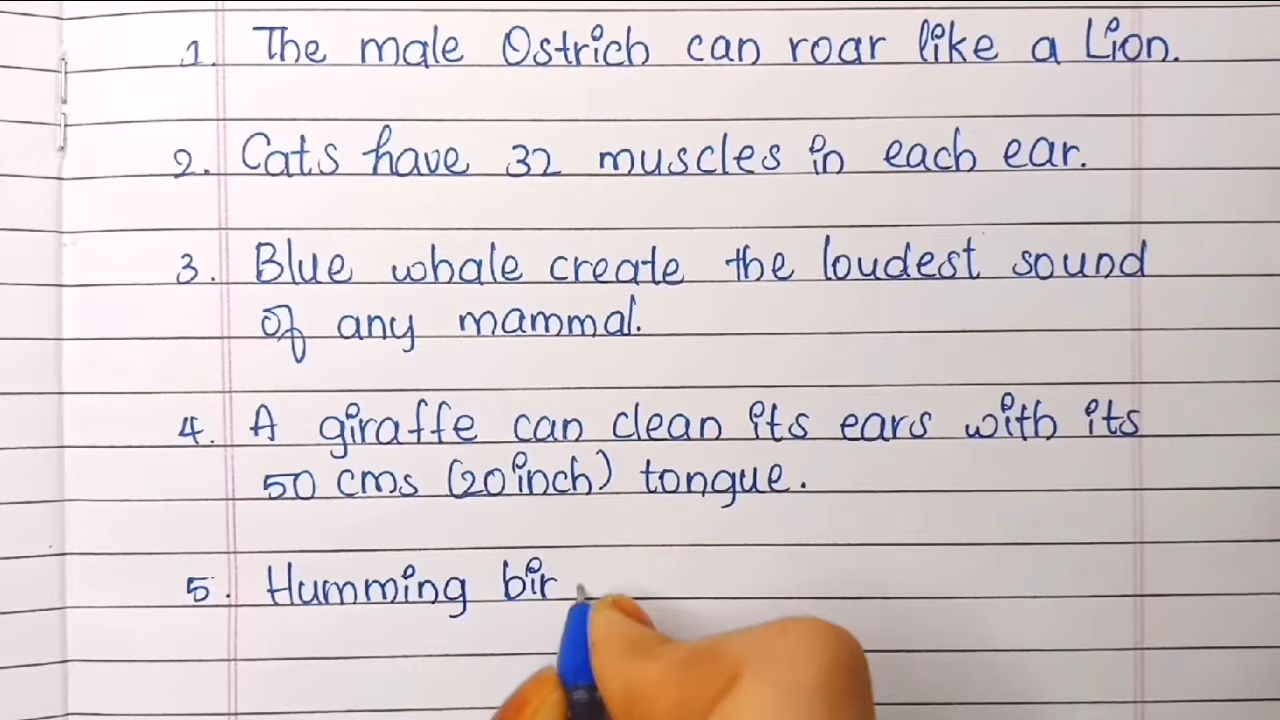 1. The male Ostrich can roar like a Lion.
2. Cats have 32 muscles in each ear.
3. Blue whale create the loudest sound
of any mammal.
4. A giraffe can clean its ears with its
50 cms (20 inch) tongue.
5. Humming bir